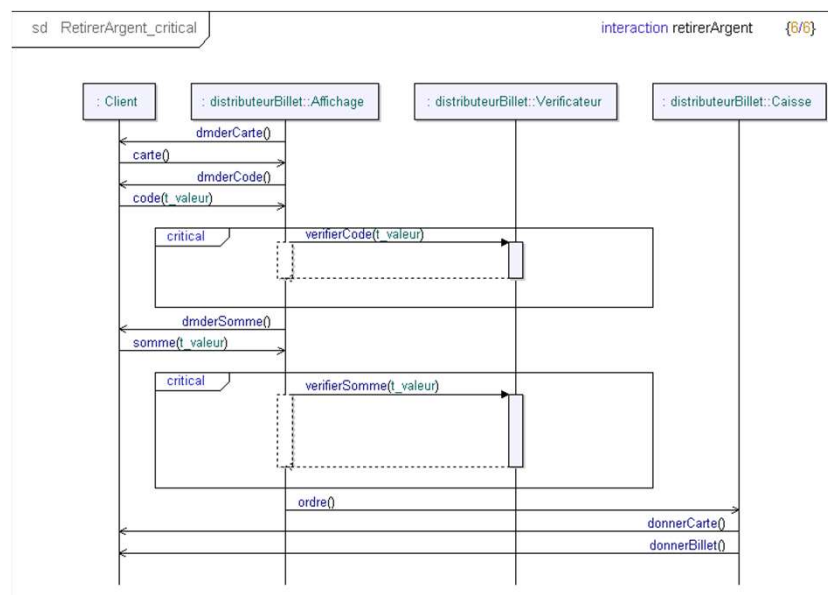 sd RetirerArgent_critical
interaction retirerArgent {6/6}
: Client
: distributeurBillet::Affichage
: distributeurBillet::Verificateur
: distributeurBillet::Caisse
dmderCarte()
carte()
dmderCode()
code(t_valeur)
critical
verifierCode(t_valeur)
dmderSomme()
somme(t_valeur)
critical
verifierSomme(t_valeur)
ordre()
donnerCarte()
donnerBillet()